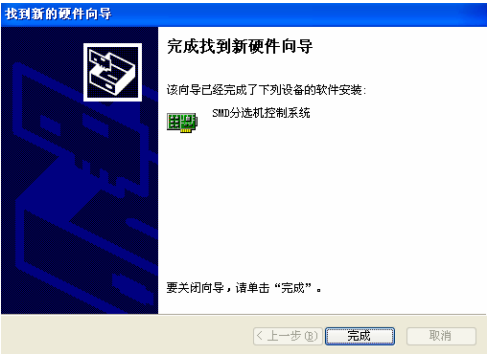 找到新的硬件向导
完成找到新硬件向导
该向导已经完成了下列设备的软件安装:
SMD分选机控制系统
要关闭向导，请单击“完成”。
<上一步(B)
完成
取消